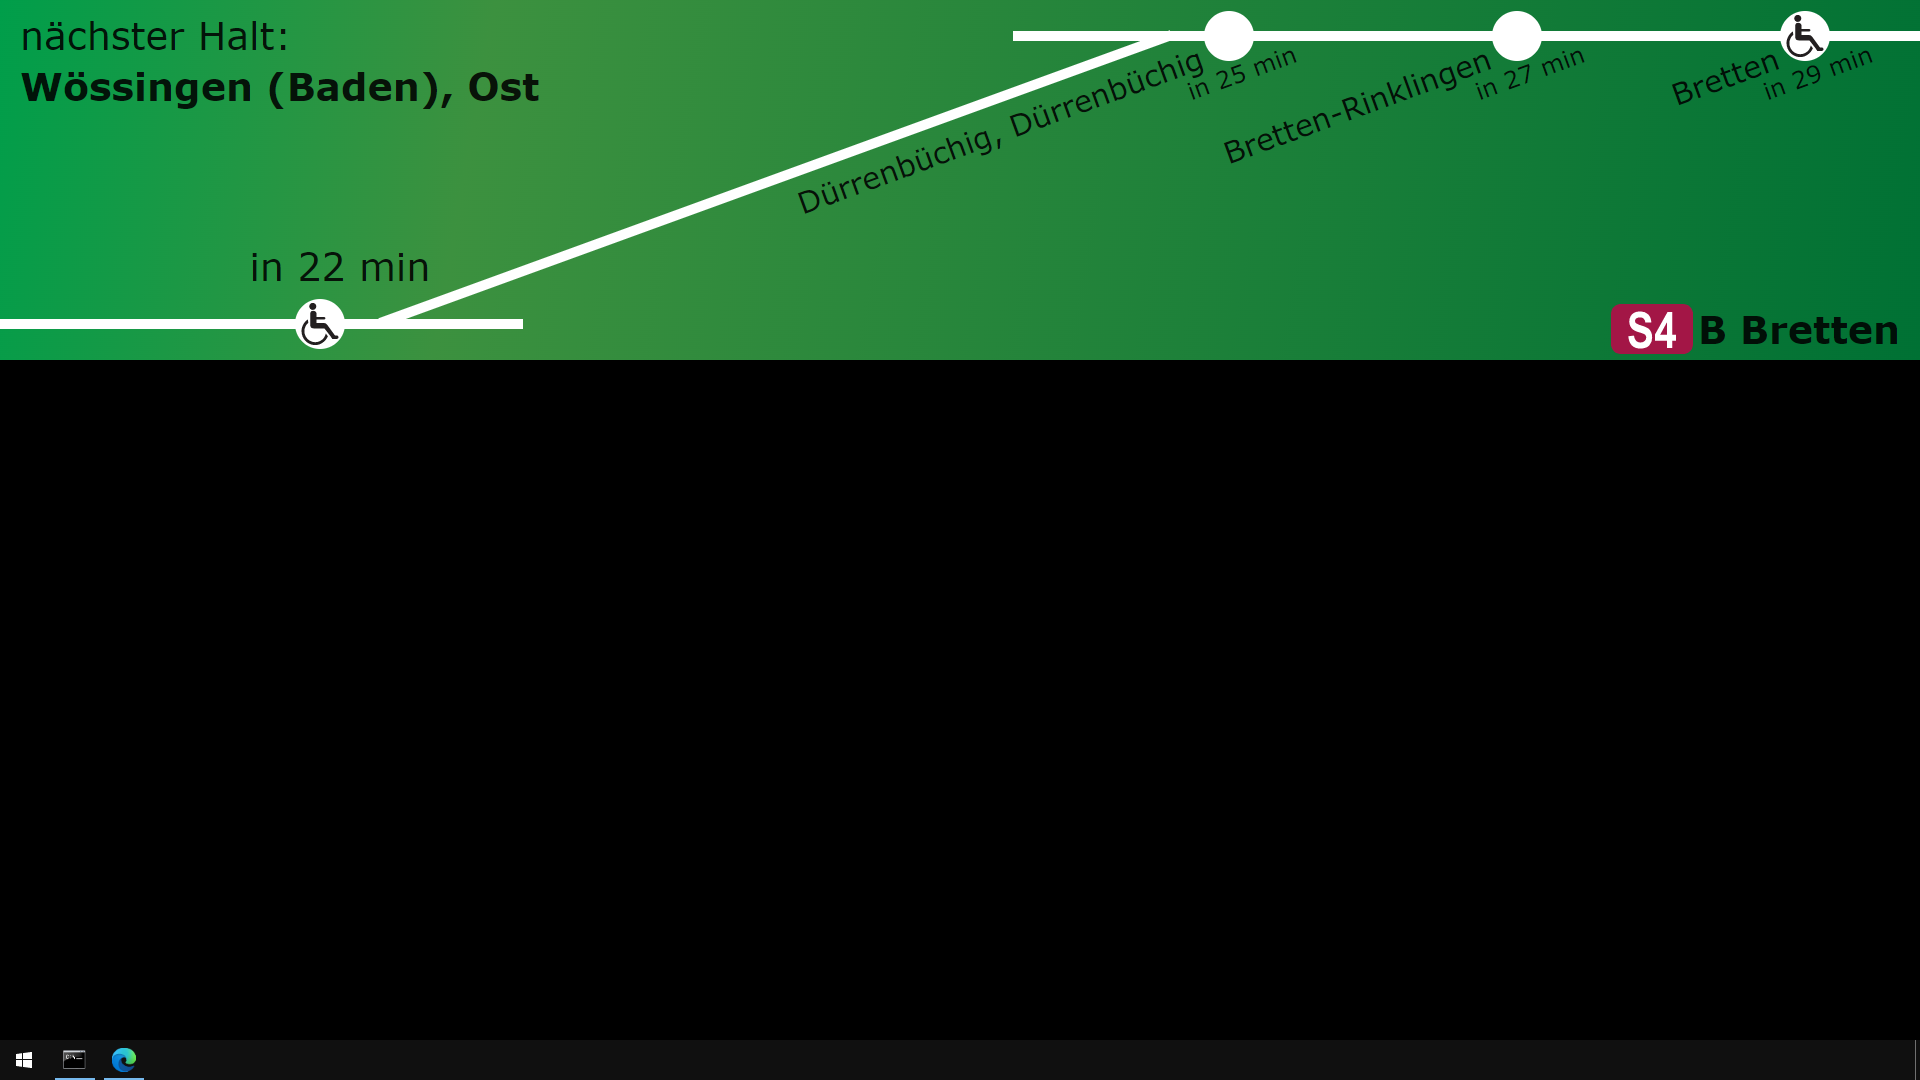 nächster Halt:
Wössingen (Baden), Ost
in 22 min
Dürrenbüchig, Dürrenbüchig
in 25 min
Bretten-Rinklingen
in 27 min
Bretten
in 29 min
S4 B Bretten